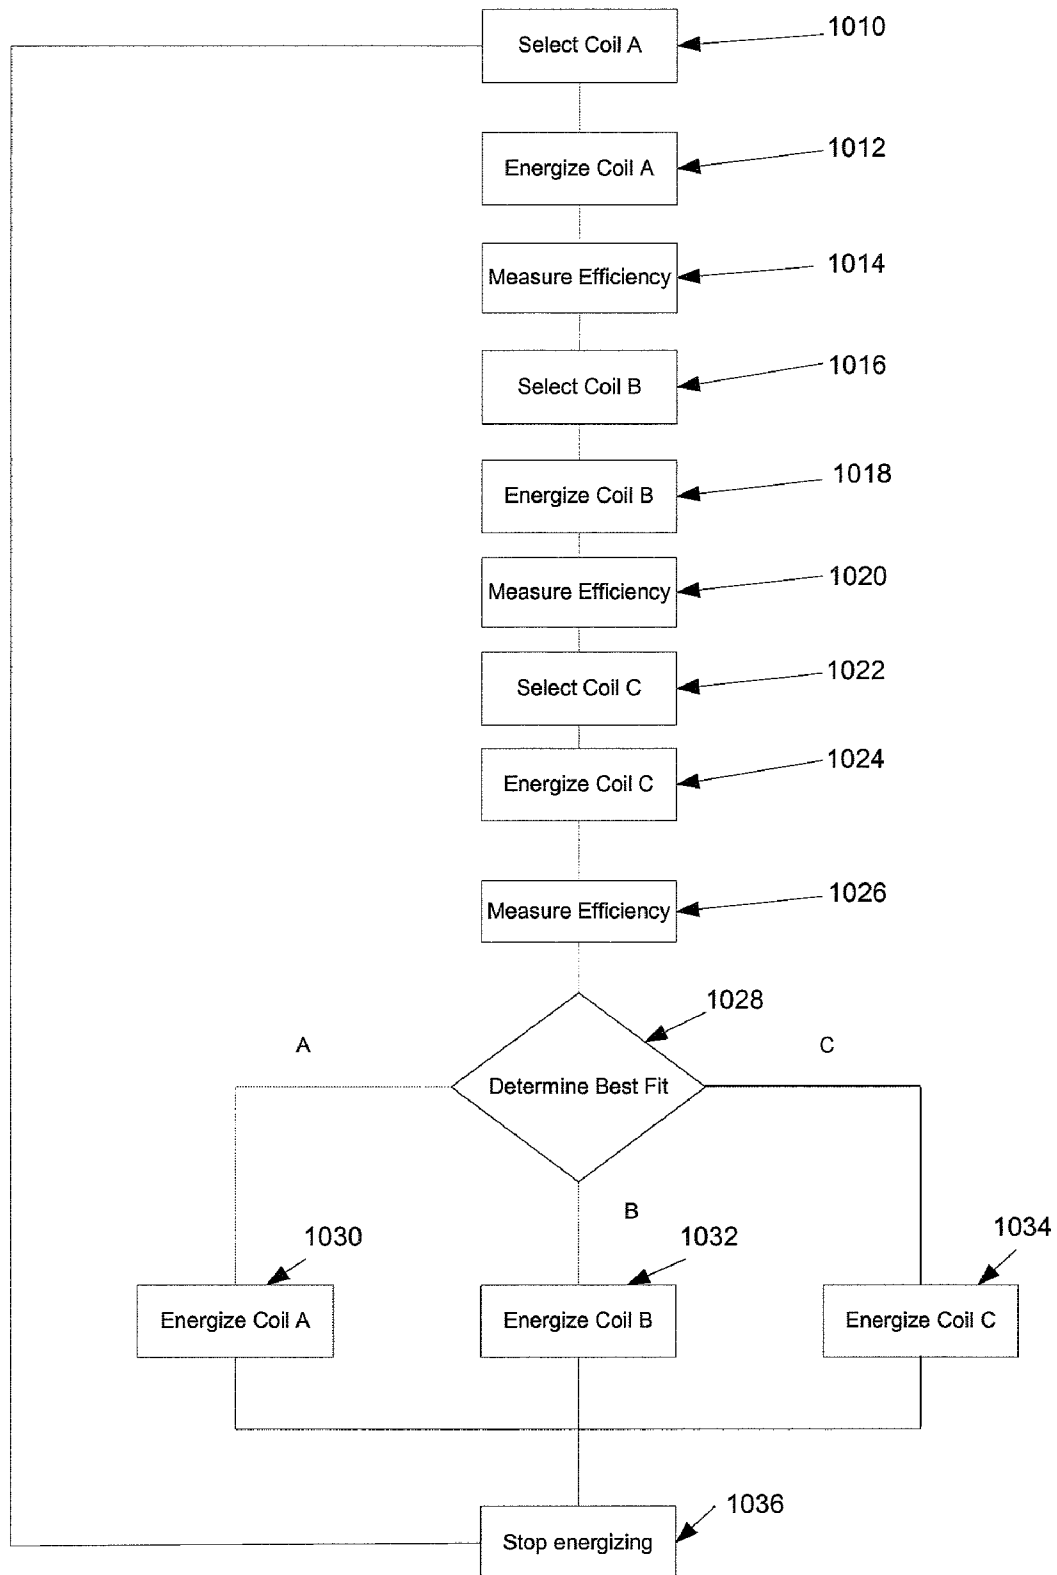 Select Coil A
1010
Energize Coil A
1012
Measure Efficiency
1014
Select Coil B
1016
Energize Coil B
1018
Measure Efficiency
1020
Select Coil C
1022
Energize Coil C
1024
Measure Efficiency
1026
1028
A
C
Determine Best Fit
B
1030
1032
1034
Energize Coil A
Energize Coil B
Energize Coil C
1036
Stop energizing